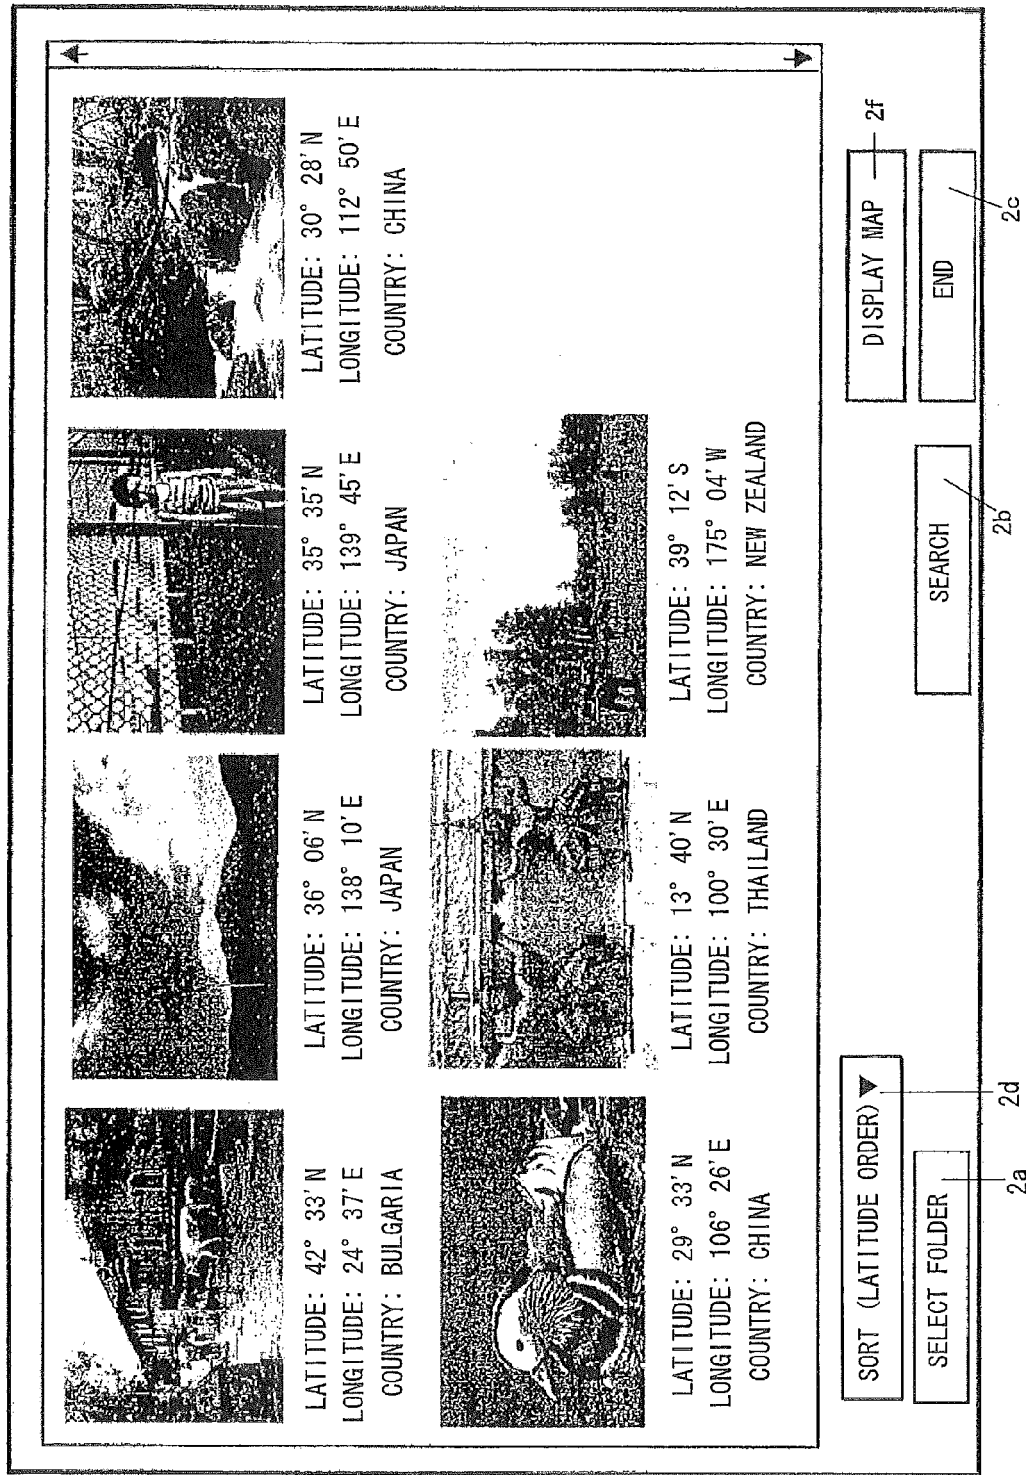 LATITUDE: 42° 33'N
LONGITUDE: 24° 37'E
COUNTRY: BULGARIA
LATITUDE: 36° 06'N
LONGITUDE: 138° 10'E
COUNTRY: JAPAN
LATITUDE: 35° 35'N
LONGITUDE: 139° 45'E
COUNTRY: JAPAN
LATITUDE: 30° 28'N
LONGITUDE: 112° 50'E
COUNTRY: CHINA
LATITUDE: 29° 33'N
LONGITUDE: 106° 26'E
COUNTRY: CHINA
LATITUDE: 13° 40'N
LONGITUDE: 100° 30'E
COUNTRY: THAILAND
LATITUDE: 39° 12'S
LONGITUDE: 175° 04'W
COUNTRY: NEW ZEALAND
SORT (LATITUDE ORDER) ▼
2d
DISPLAY MAP
2f
SELECT FOLDER
2a
SEARCH
2b
END
2c